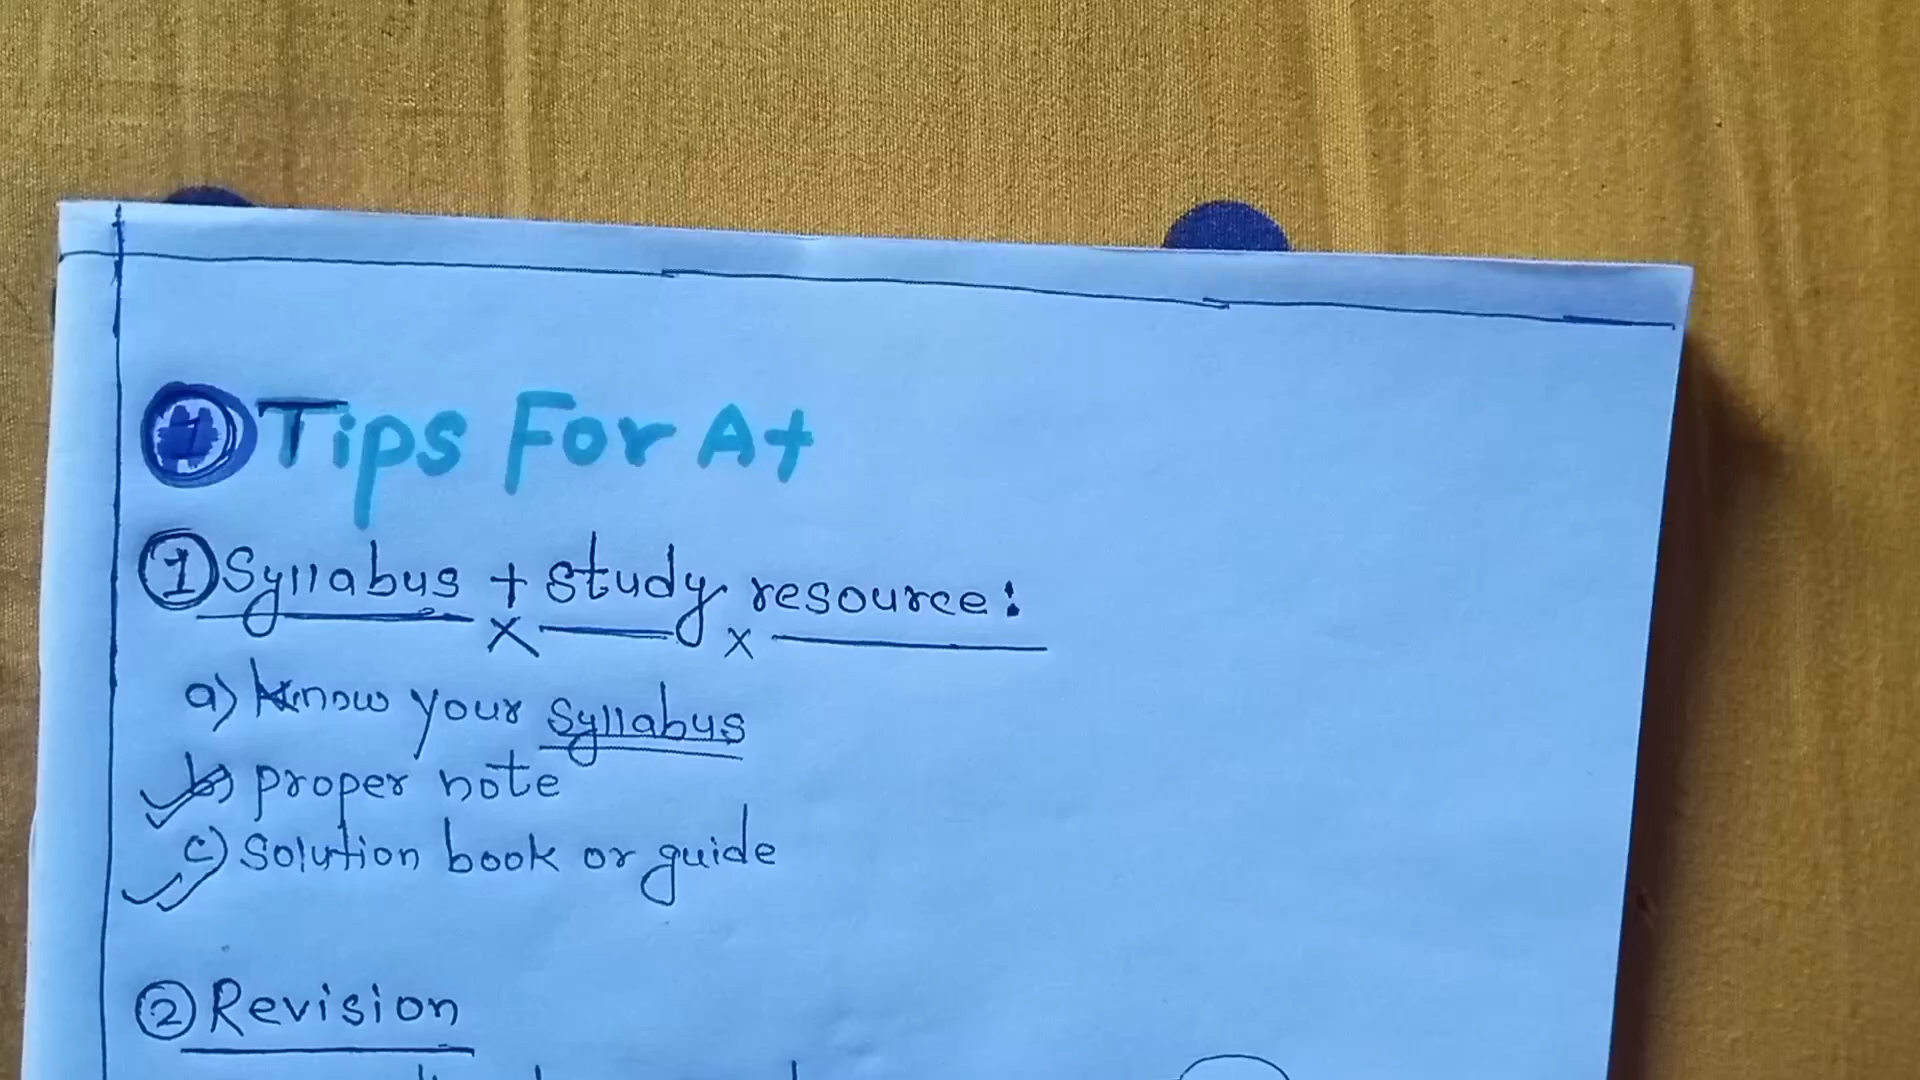 # Tips For A+
① Syllabus + study resource:
a) Know your syllabus
b) proper note
c) Solution book or guide
② Revision